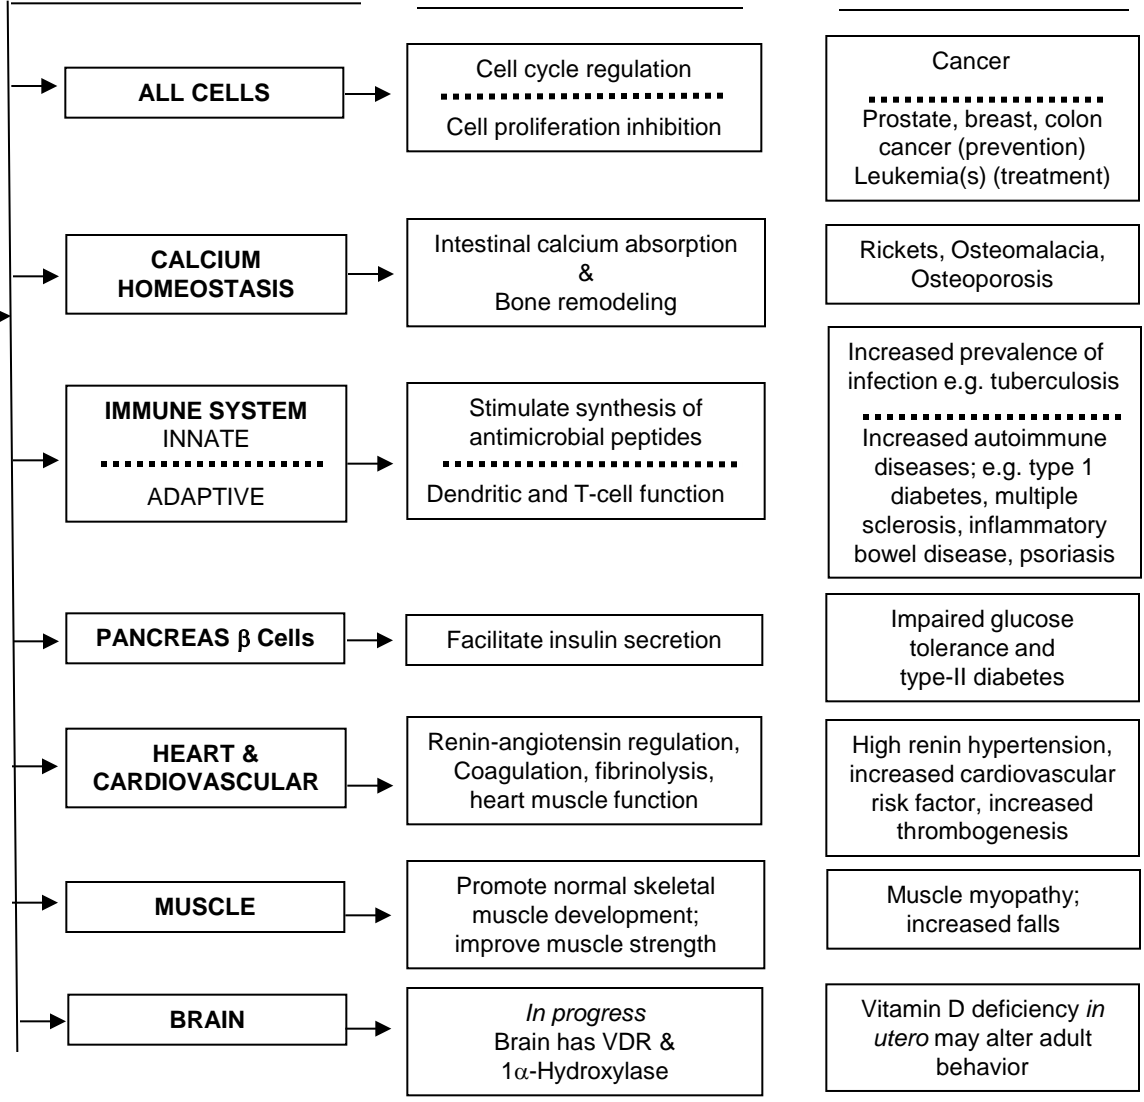 ALL CELLS
Cell cycle regulation
Cell proliferation inhibition
Cancer
Prostate, breast, colon
cancer (prevention)
Leukemia(s) (treatment)
CALCIUM
HOMEOSTASIS
Intestinal calcium absorption
&
Bone remodeling
Rickets, Osteomalacia,
Osteoporosis
IMMUNE SYSTEM
INNATE
ADAPTIVE
Stimulate synthesis of
antimicrobial peptides
Dendritic and T-cell function
Increased prevalence of
infection e.g. tuberculosis
Increased autoimmune
diseases; e.g. type 1
diabetes, multiple
sclerosis, inflammatory
bowel disease, psoriasis
PANCREAS β Cells
Facilitate insulin secretion
Impaired glucose
tolerance and
type-II diabetes
HEART &
CARDIOVASCULAR
Renin-angiotensin regulation,
Coagulation, fibrinolysis,
heart muscle function
High renin hypertension,
increased cardiovascular
risk factor, increased
thrombogenesis
MUSCLE
Promote normal skeletal
muscle development;
improve muscle strength
Muscle myopathy;
increased falls
BRAIN
In progress
Brain has VDR &
1α-Hydroxylase
Vitamin D deficiency in
utero may alter adult
behavior